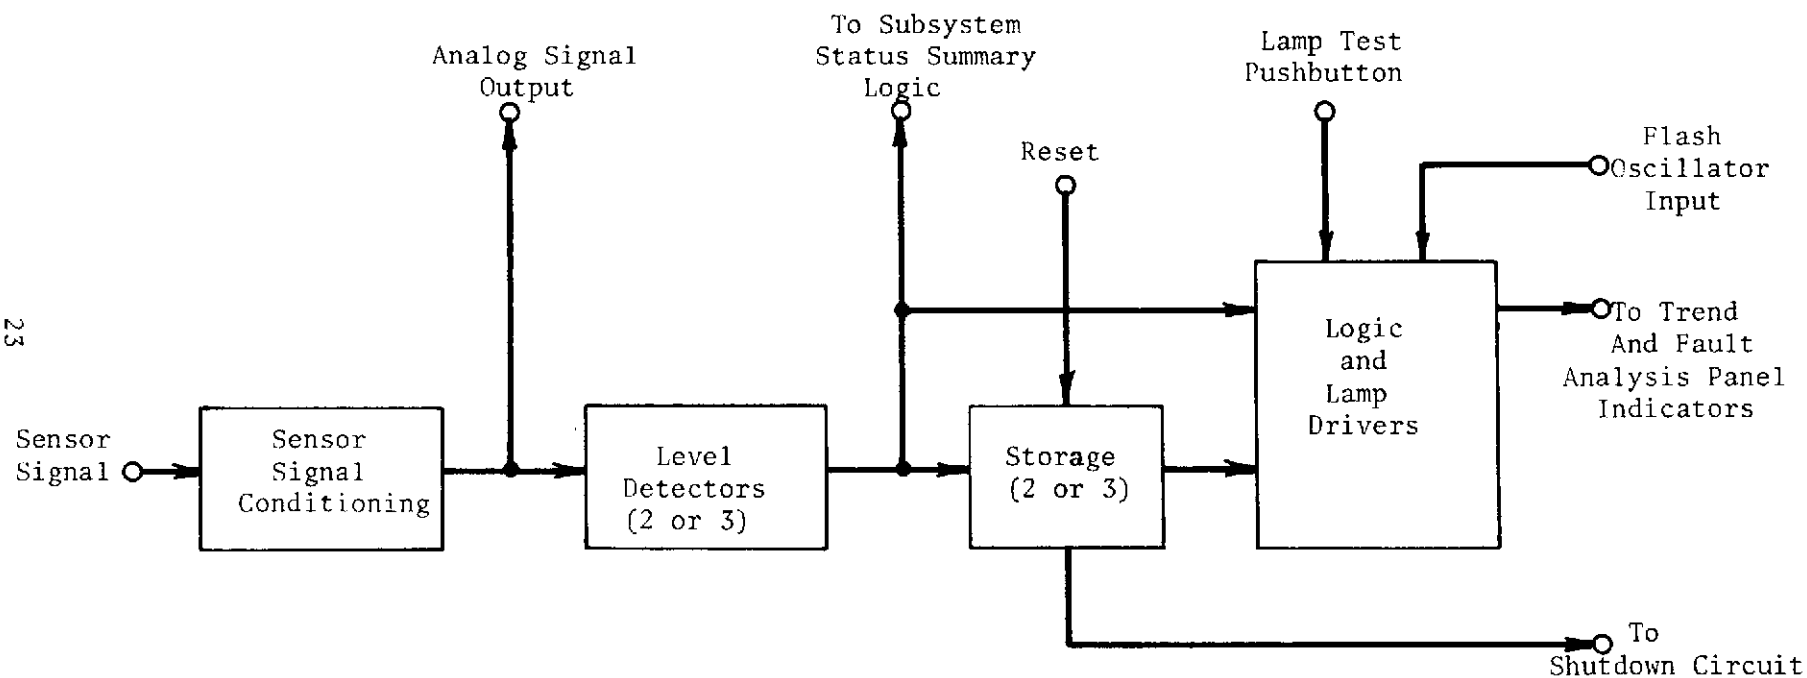 To Subsystem
Status Summary
Logic
Analog Signal
Output
Lamp Test
Pushbutton
Reset
Flash
Oscillator
Input
23
Logic
and
Lamp
Drivers
To Trend
And Fault
Analysis Panel
Indicators
Sensor
Signal
Sensor
Signal
Conditioning
Level
Detectors
(2 or 3)
Storage
(2 or 3)
To
Shutdown Circuit